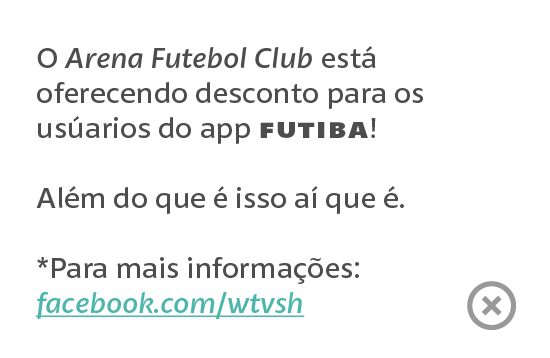 O Arena Futebol Club está
oferecendo desconto para os
usúarios do app FUTIBA!
Além do que é isso aí que é.
*Para mais informações:
facebook.com/wtvsh